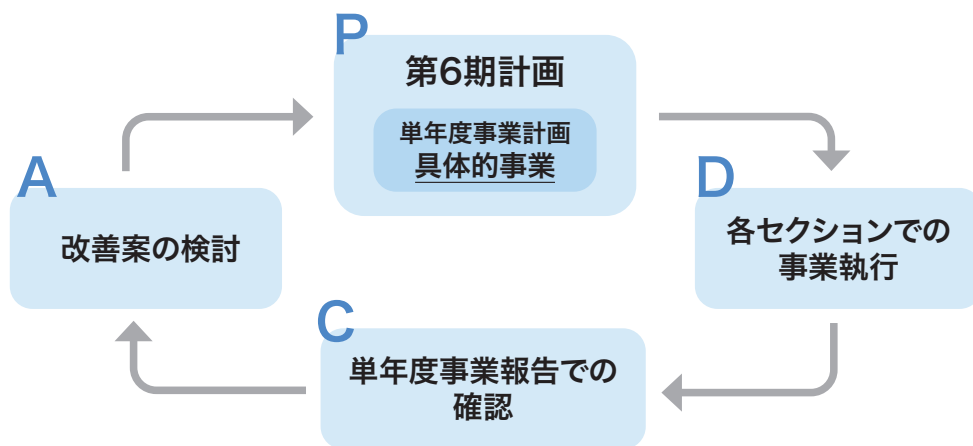 P
第6期計画
単年度事業計画
具体的事業
D
各セクションでの
事業執行
C
単年度事業報告での
確認
A
改善案の検討